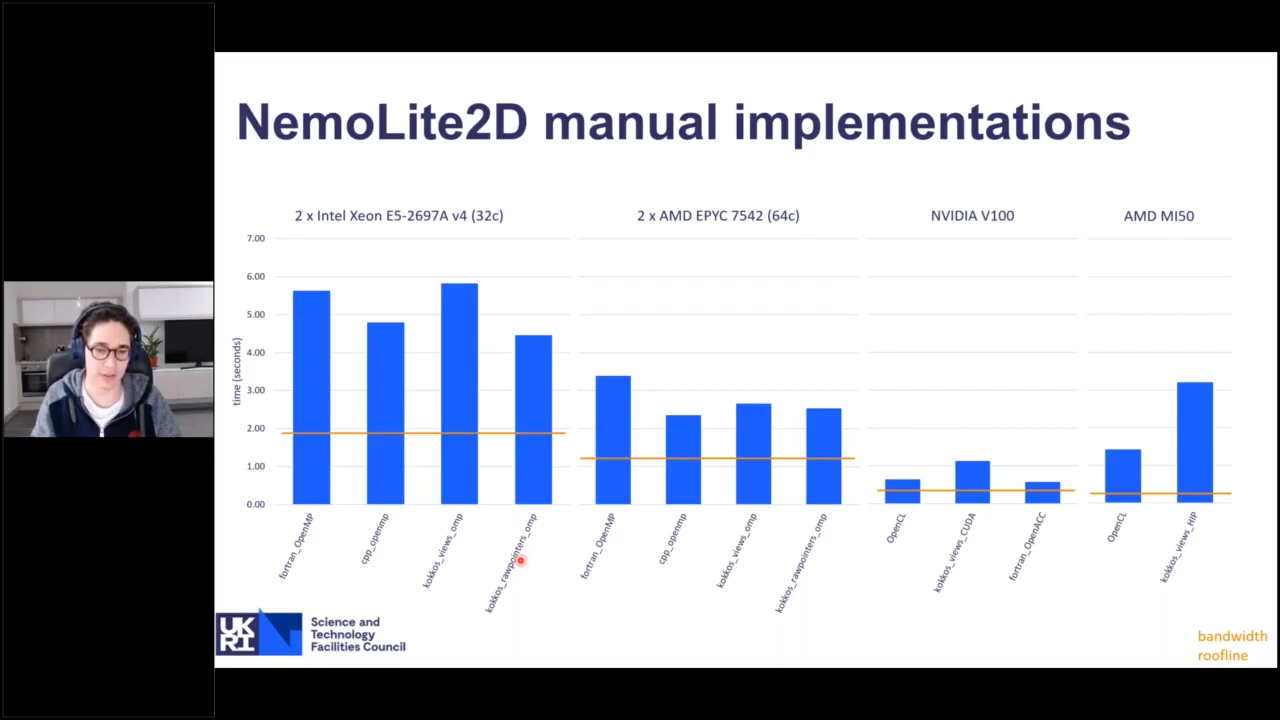 NemoLite2D manual implementations
2 x Intel Xeon E5-2697A v4 (32c)
2 x AMD EPYC 7542 (64c)
NVIDIA V100
AMD MI50
time (seconds)
7.00
6.00
5.00
4.00
3.00
2.00
1.00
0.00
fortran_OpenMP
cpp_openmp
kokkos_views_omp
kokkos_rawpointers_omp
fortran_OpenMP
cpp_openmp
kokkos_views_omp
kokkos_rawpointers_omp
OpenCL
kokkos_views_CUDA
fortran_OpenACC
OpenCL
kokkos_views_HIP
UK
RI
Science and
Technology
Facilities Council
bandwidth
roofline